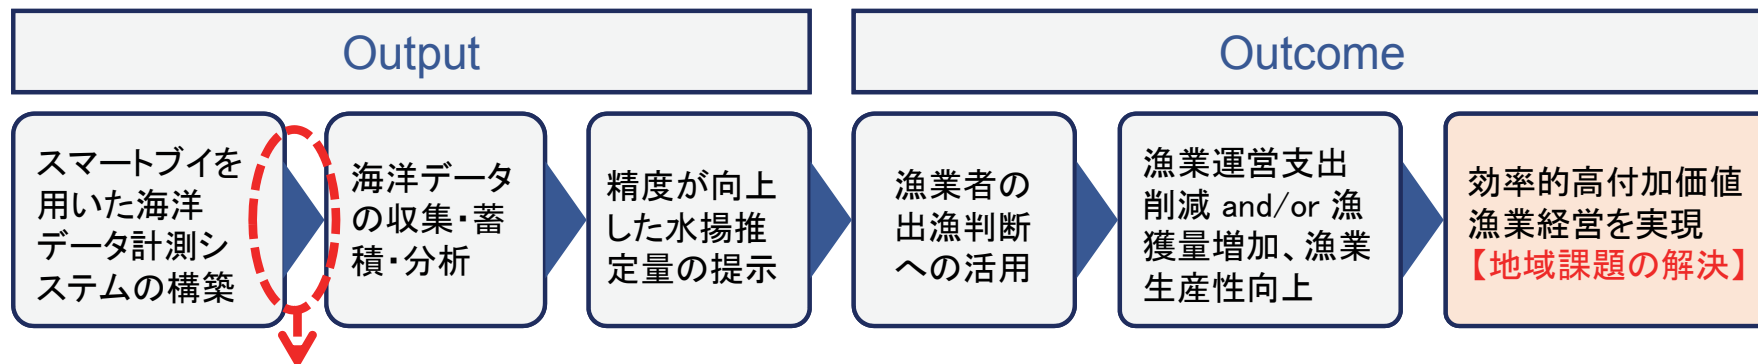 Output
Outcome
スマートブイを
用いた海洋
データ計測シ
ステムの構築
海洋データ
の収集・蓄
積・分析
精度が向上
した水揚推
定量の提示
漁業者の
出漁判断
への活用
漁業運営支出
削減 and/or 漁
獲量増加、漁業
生産性向上
効率的高付加価値
漁業経営を実現
【地域課題の解決】